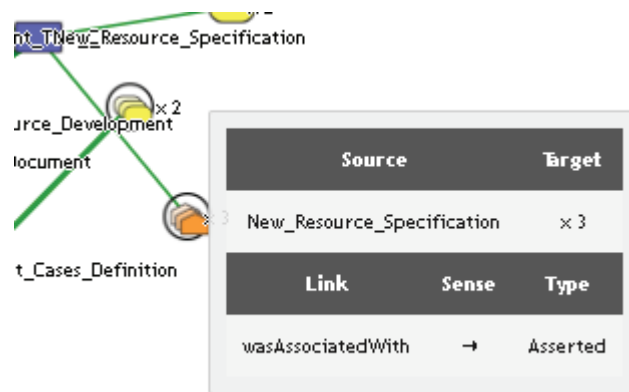 nt_TNew_Resource_Specification
× 2
urce_Development
ocument
× 3
t_Cases_Definition
Source Target
New_Resource_Specification × 3
Link Sense Type
wasAssociatedWith → Asserted